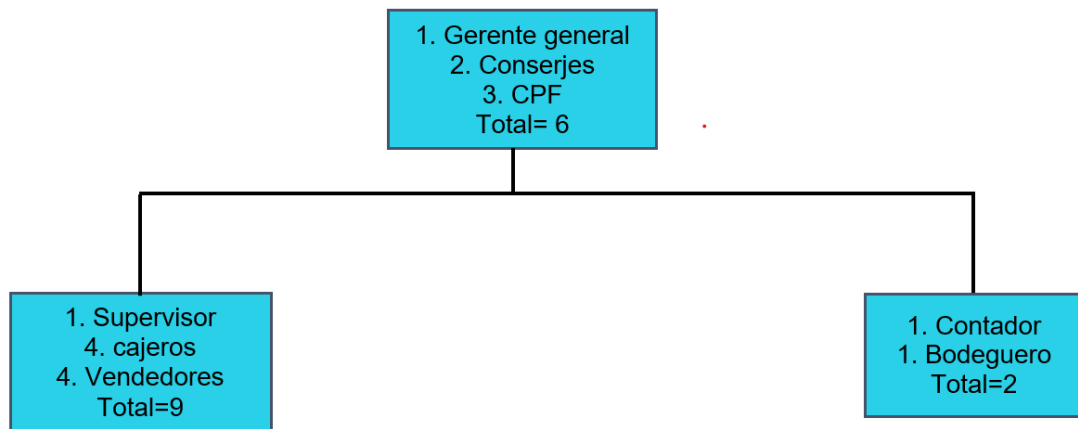 1. Gerente general
2. Conserjes
3. CPF
Total= 6
1. Supervisor
4. cajeros
4. Vendedores
Total=9
1. Contador
1. Bodeguero
Total=2